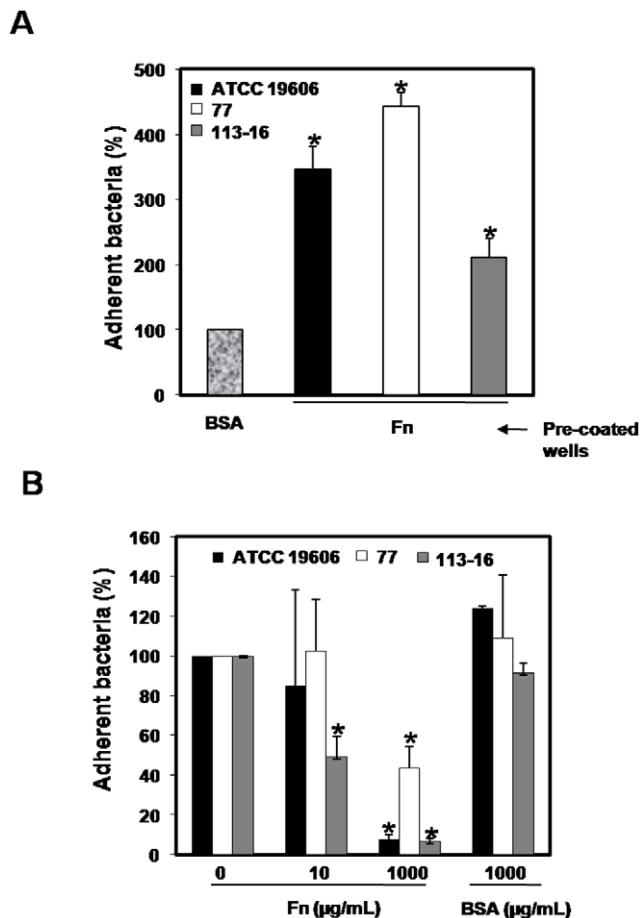 A
Adherent bacteria (%)
500
400
300
200
100
0
ATCC 19606
77
113-16
*
*
*
BSA
Fn
Pre-coated
wells
B
Adherent bacteria (%)
160
140
120
100
80
60
40
20
0
ATCC 19606 77 113-16
*
*
*
*
0 10 1000 1000
Fn (µg/mL) BSA (µg/mL)